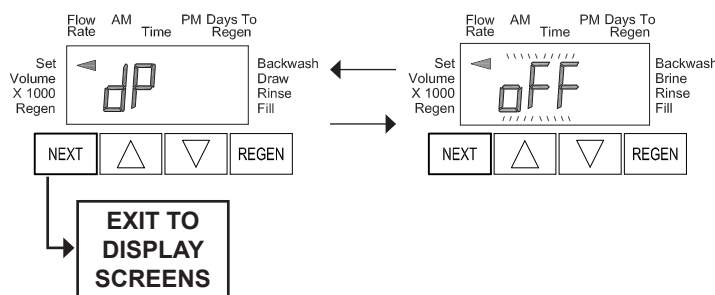 Flow Rate AM Time PM Days To Regen
Set
Volume
X 1000
Regen
dP
Backwash
Draw
Rinse
Fill
NEXT REGEN
Flow Rate AM Time PM Days To Regen
Set
Volume
X 1000
Regen
oFF
Backwash
Brine
Rinse
Fill
NEXT REGEN
EXIT TO
DISPLAY
SCREENS